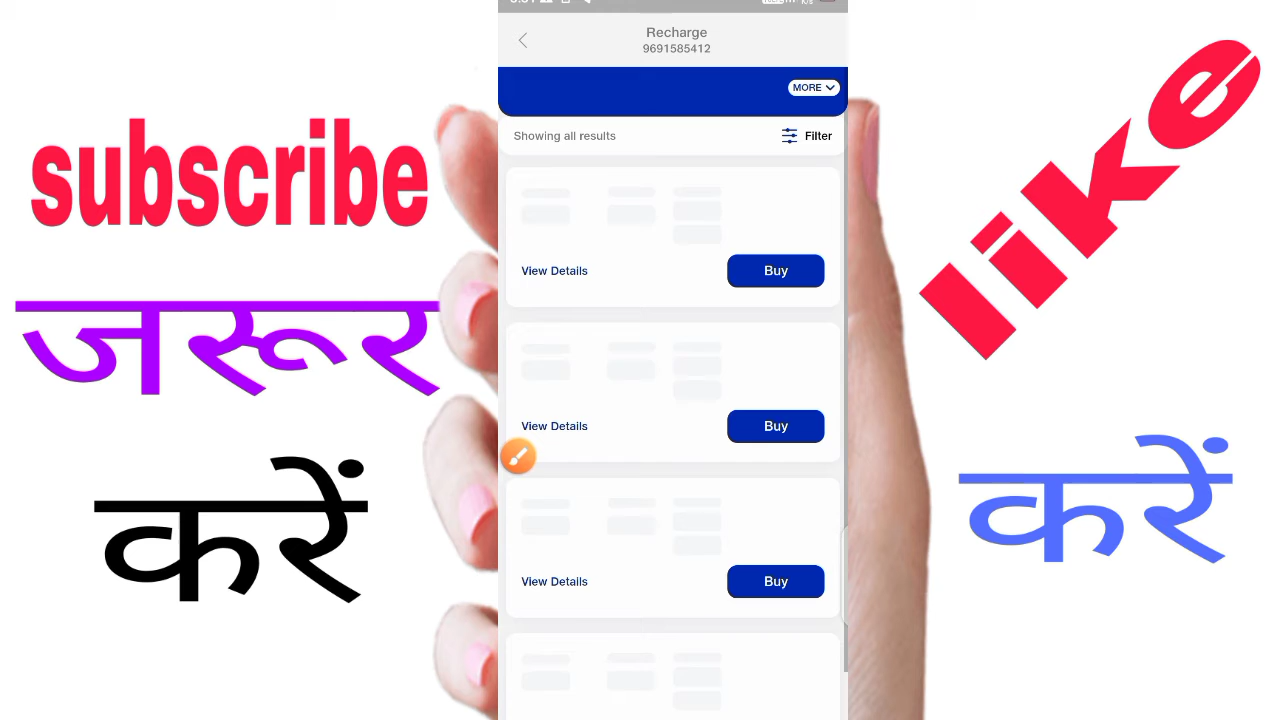 Recharge
9691585412
MORE
Showing all results
Filter
View Details
Buy
View Details
Buy
View Details
Buy
subscribe
जरूर
करें
like
करें